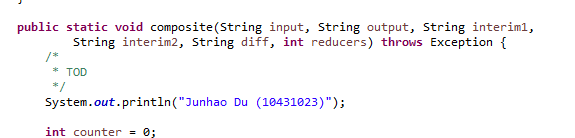 }
public static void composite(String input, String output, String interim1,
String interim2, String diff, int reducers) throws Exception {
/*
* TOD
*/
System.out.println("Junhao Du (10431023)");
int counter = 0;